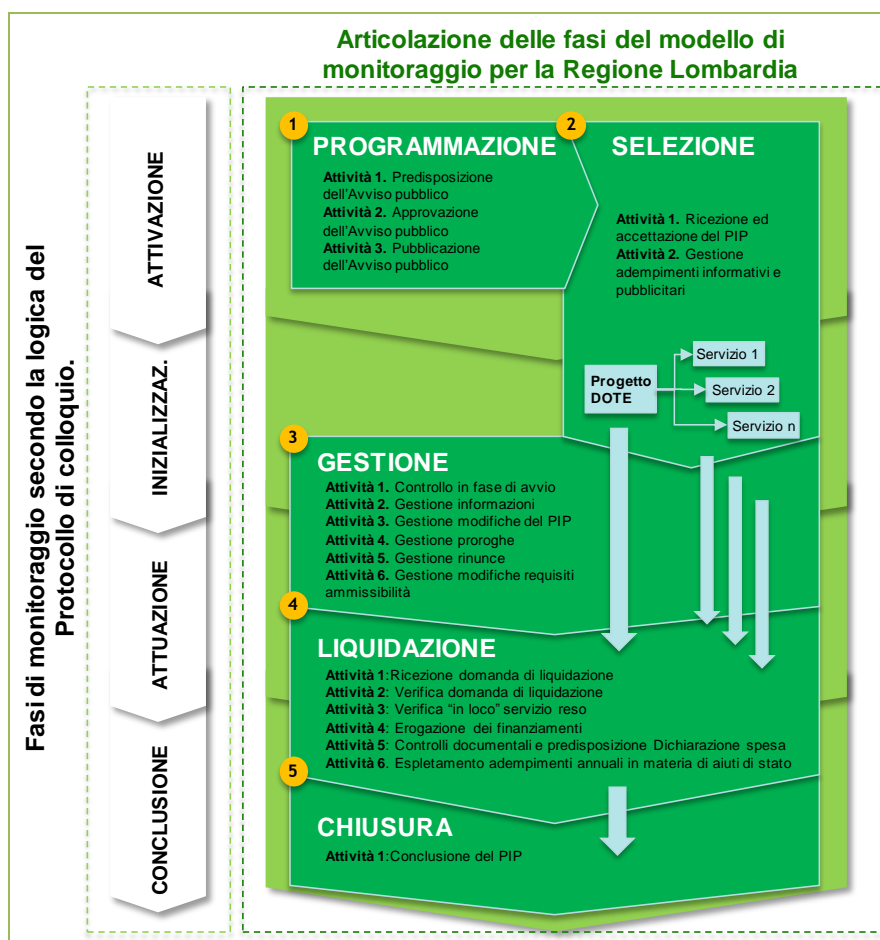 Articolazione delle fasi del modello di
monitoraggio per la Regione Lombardia
Fasi di monitoraggio secondo la logica del
Protocollo di colloquio.
ATTIVAZIONE
INIZIALIZZAZ.
ATTUAZIONE
CONCLUSIONE
1
PROGRAMMAZIONE
Attività 1. Predisposizione
dell'Avviso pubblico
Attività 2. Approvazione
dell'Avviso pubblico
Attività 3. Pubblicazione
dell'Avviso pubblico
2
SELEZIONE
Attività 1. Ricezione ed
accettazione del PIP
Attività 2. Gestione
adempimenti informativi e
pubblicitari
Progetto
DOTE
Servizio 1
Servizio 2
Servizio n
3
GESTIONE
Attività 1. Controllo in fase di avvio
Attività 2. Gestione informazioni
Attività 3. Gestione modifiche del PIP
Attività 4. Gestione proroghe
Attività 5. Gestione rinunce
Attività 6. Gestione modifiche requisiti
ammissibilità
4
LIQUIDAZIONE
Attività 1:Ricezione domanda di liquidazione
Attività 2: Verifica domanda di liquidazione
Attività 3: Verifica “in loco” servizio reso
Attività 4: Erogazione dei finanziamenti
Attività 5: Controlli documentali e predisposizione Dichiarazione spesa
Attività 6. Espletamento adempimenti annuali in materia di aiuti di stato
5
CHIUSURA
Attività 1:Conclusione del PIP